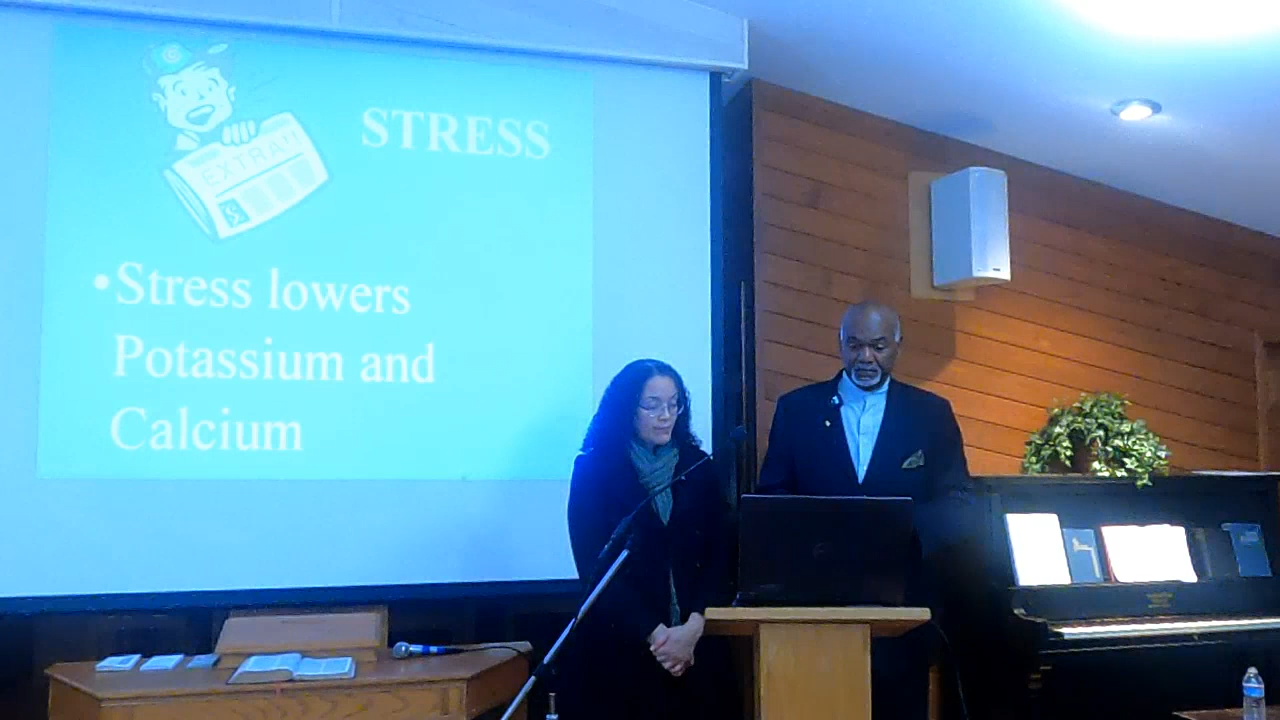 EXTRA!!
STRESS
•Stress lowers
Potassium and
Calcium